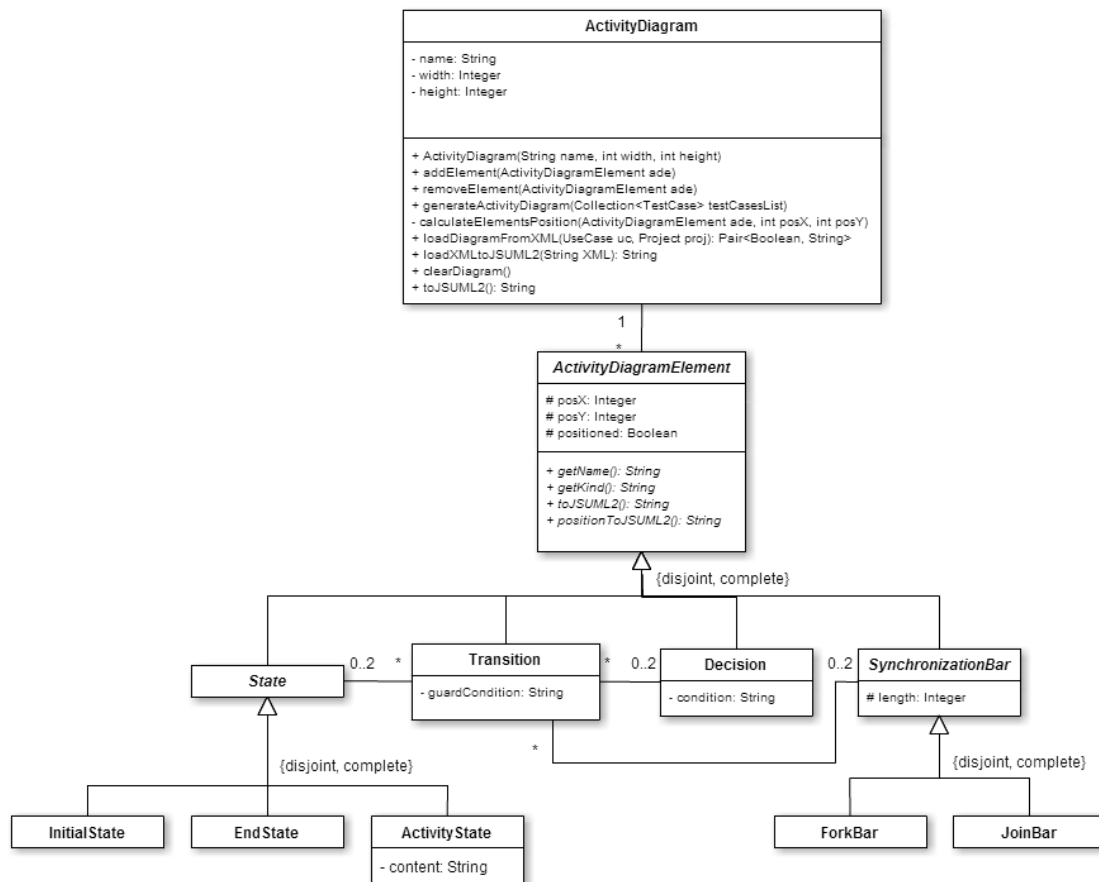 ActivityDiagram
- name: String
- width: Integer
- height: Integer
+ ActivityDiagram(String name, int width, int height)
+ addElement(ActivityDiagramElement ade)
+ removeElement(ActivityDiagramElement ade)
+ generateActivityDiagram(Collection<TestCase> testCasesList)
- calculateElementsPosition(ActivityDiagramElement ade, int posX, int posY)
+ loadDiagramFromXML(UseCase uc, Project proj): Pair<Boolean, String>
+ loadXMLtoJSUML2(String XML): String
+ clearDiagram()
+ toJSUML2(): String
1
*
ActivityDiagramElement
# posX: Integer
# posY: Integer
# positioned: Boolean
+ getName(): String
+ getKind(): String
+ toJSUML2(): String
+ positionToJSUML2(): String
{disjoint, complete}
State
0..2
*
Transition
- guardCondition: String
*
0..2
Decision
- condition: String
0..2
SynchronizationBar
# length: Integer
*
{disjoint, complete}
{disjoint, complete}
InitialState
EndState
ActivityState
- content: String
ForkBar
JoinBar